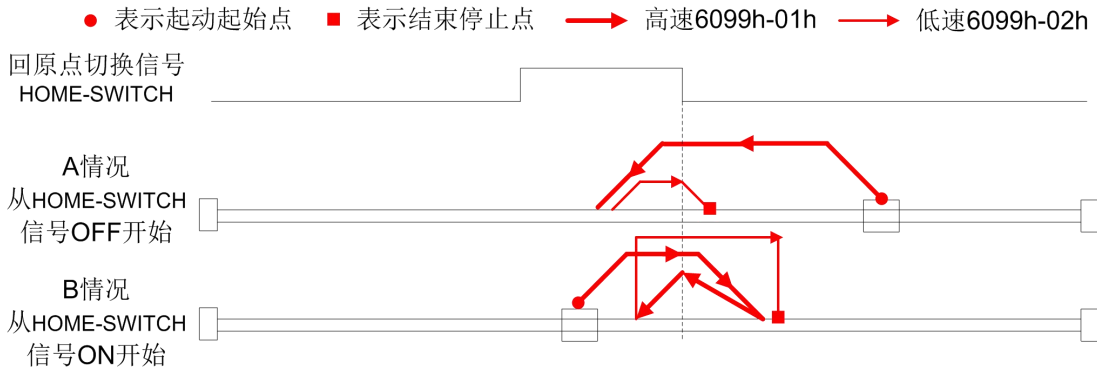 表示起动起始点 表示结束停止点 高速6099h-01h 低速6099h-02h
回原点切换信号
HOME-SWITCH
A情况
从HOME-SWITCH
信号OFF开始
B情况
从HOME-SWITCH
信号ON开始